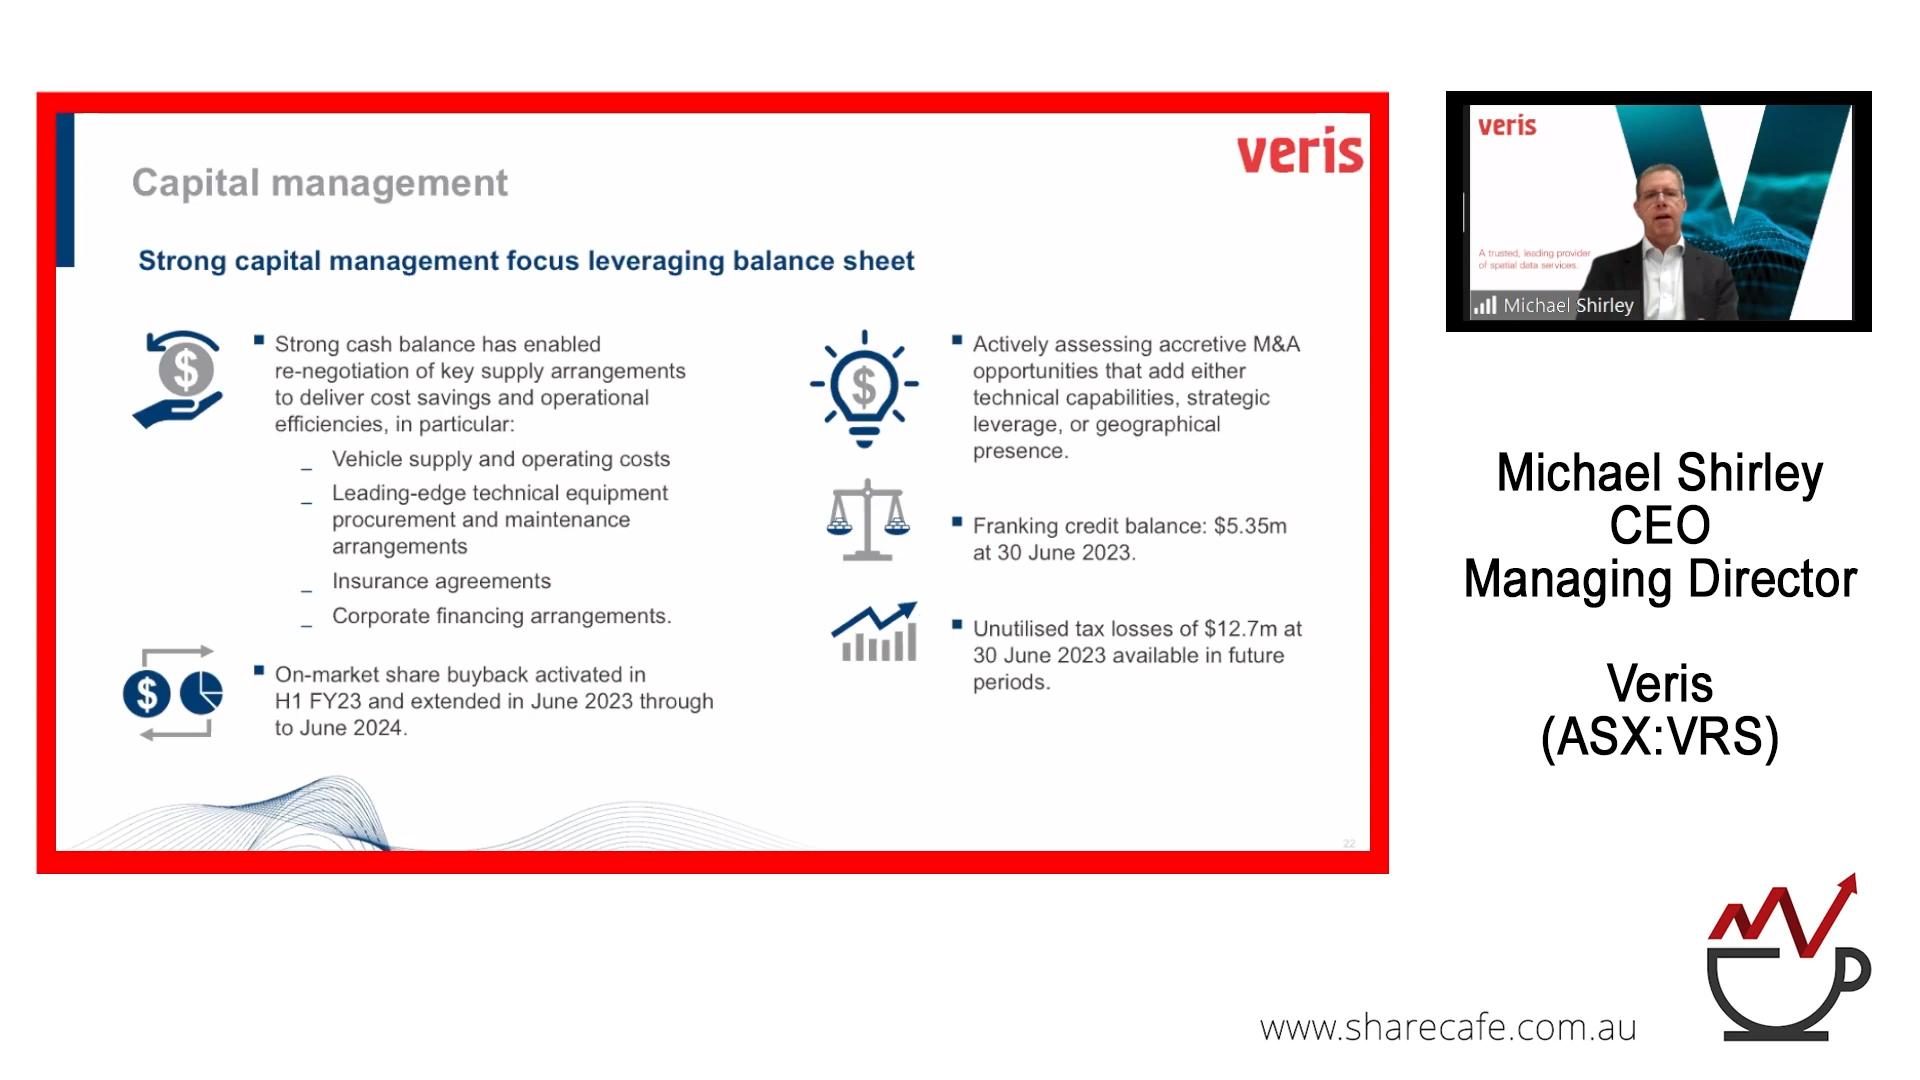 veris
Capital management
Strong capital management focus leveraging balance sheet
Strong cash balance has enabled
re-negotiation of key supply arrangements
to deliver cost savings and operational
efficiencies, in particular:
_ Vehicle supply and operating costs
_ Leading-edge technical equipment
procurement and maintenance
arrangements
_ Insurance agreements
_ Corporate financing arrangements.
On-market share buyback activated in
H1 FY23 and extended in June 2023 through
to June 2024.
$
$
$
Actively assessing accretive M&A
opportunities that add either
technical capabilities, strategic
leverage, or geographical
presence.
Franking credit balance: $5.35m
at 30 June 2023.
Unutilised tax losses of $12.7m at
30 June 2023 available in future
periods.
22
veris
A trusted, leading provider
of spatial data services.
Michael Shirley
Michael Shirley
CEO
Managing Director
Veris
(ASX:VRS)
www.sharecafe.com.au